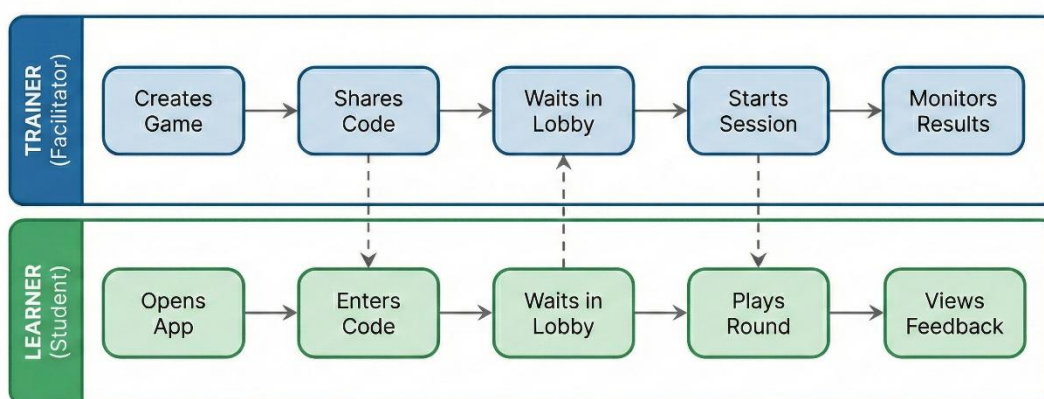 TRAINER
(Facilitator)
Creates
Game
Shares
Code
Waits in
Lobby
Starts
Session
Monitors
Results
LEARNER
(Student)
Opens
App
Enters
Code
Waits in
Lobby
Plays
Round
Views
Feedback